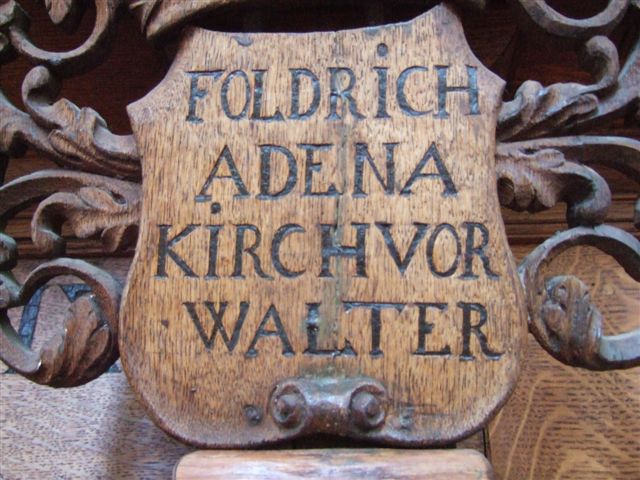 FOLDRiCH
ADENA
KiRCHVOR
WALTER